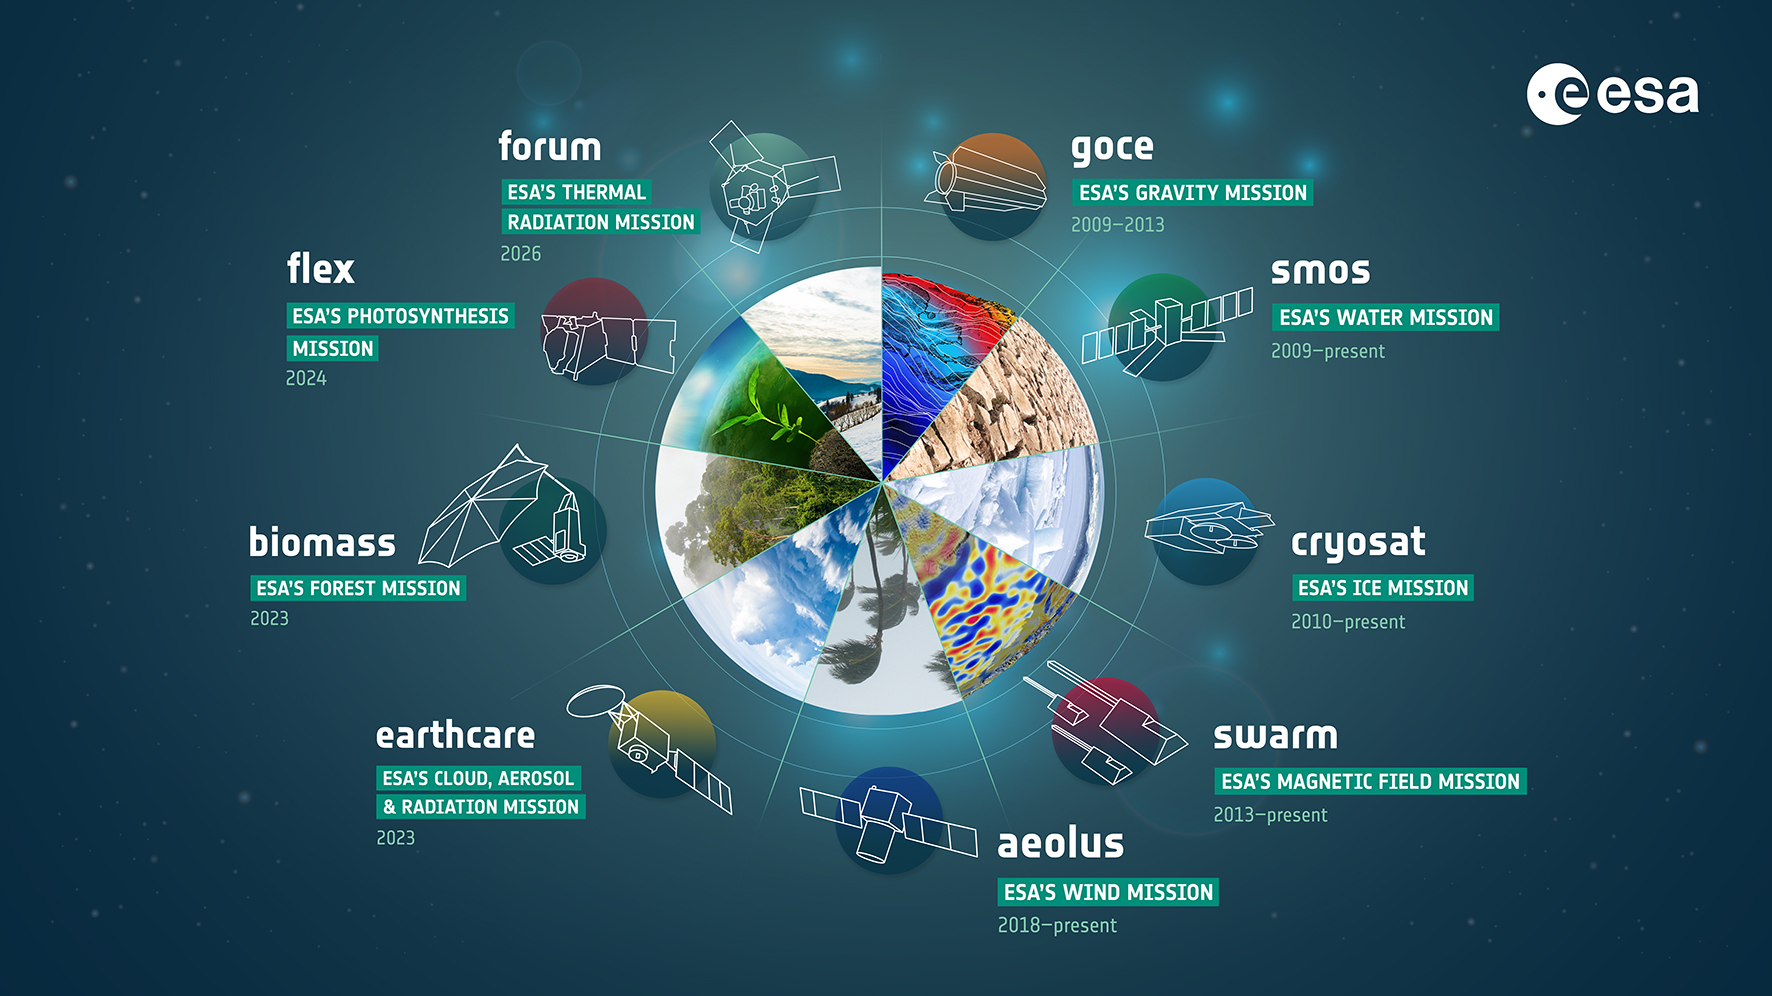 esa
forum
ESA'S THERMAL
RADIATION MISSION
2026
goce
ESA'S GRAVITY MISSION
2009–2013
flex
ESA'S PHOTOSYNTHESIS
MISSION
2024
smos
ESA'S WATER MISSION
2009–present
biomass
ESA'S FOREST MISSION
2023
cryosat
ESA'S ICE MISSION
2010–present
earthcare
ESA'S CLOUD, AEROSOL
& RADIATION MISSION
2023
swarm
ESA'S MAGNETIC FIELD MISSION
2013–present
aeolus
ESA'S WIND MISSION
2018–present